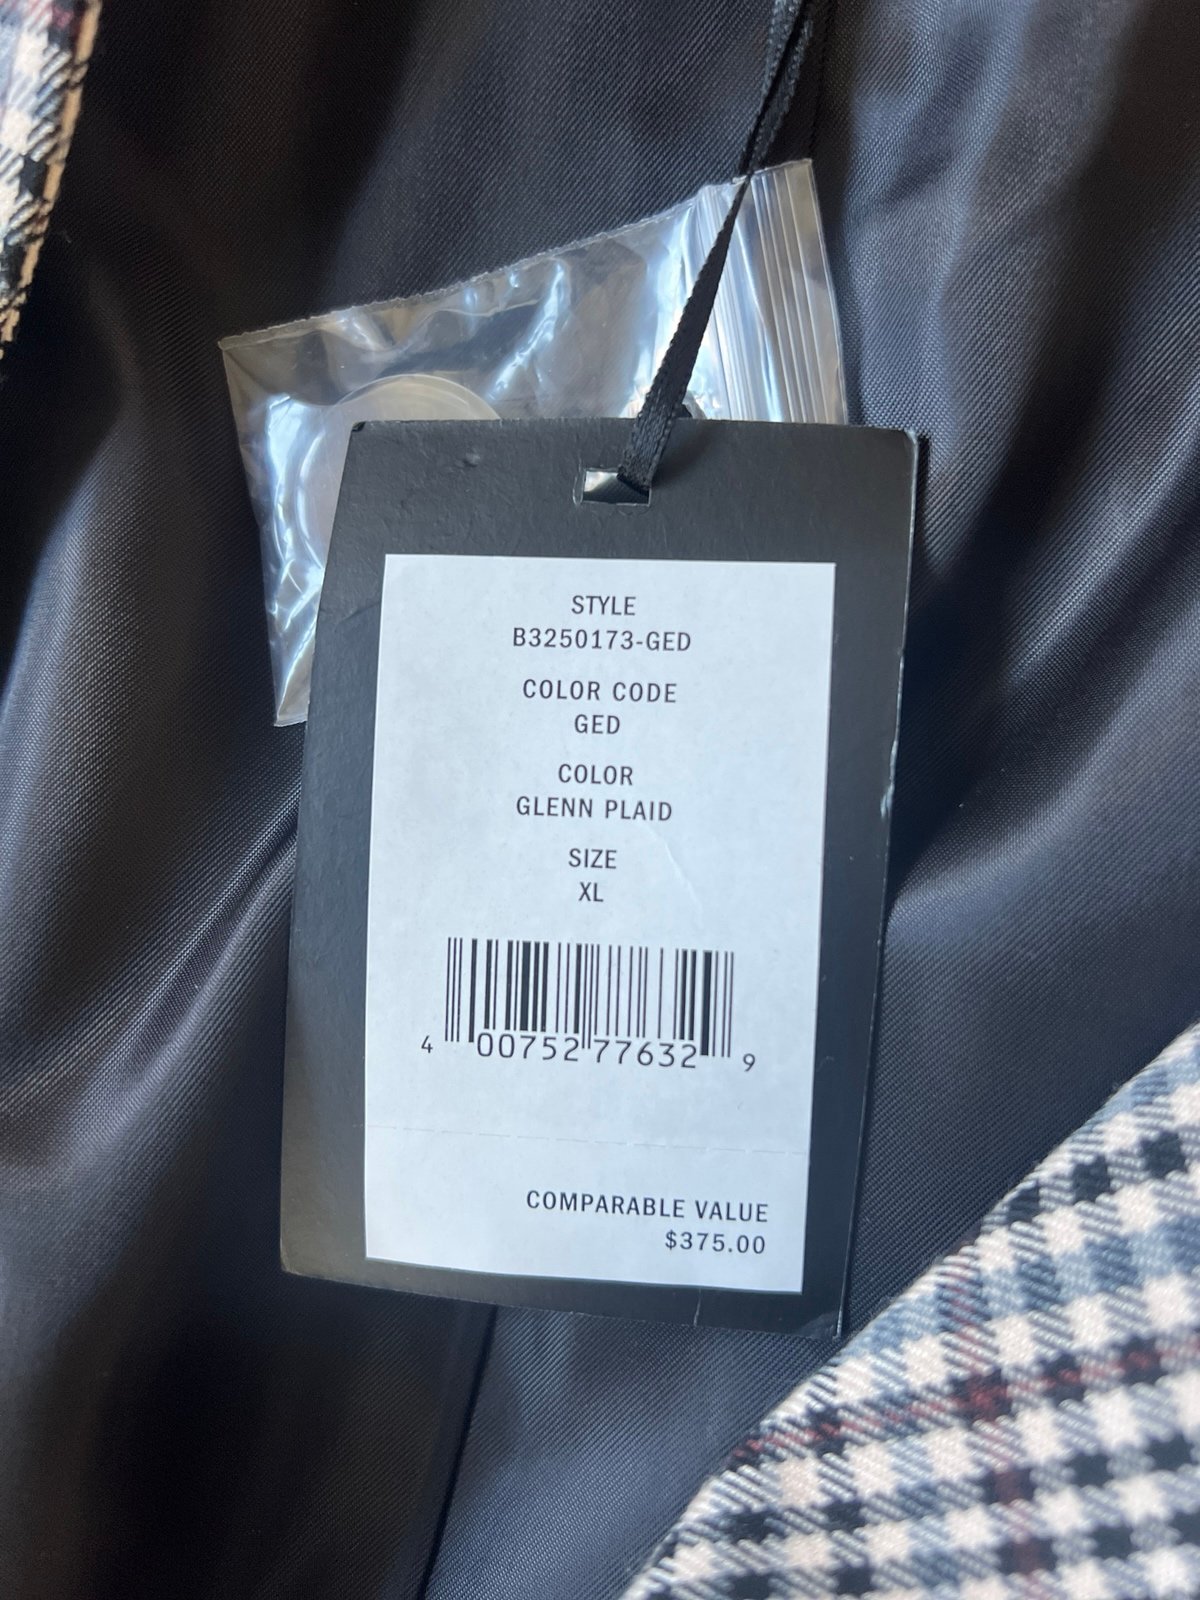 STYLE
B3250173-GED
COLOR CODE
GED
COLOR
GLENN PLAID
SIZE
XL
4 00752 77632 9
COMPARABLE VALUE
$375.00